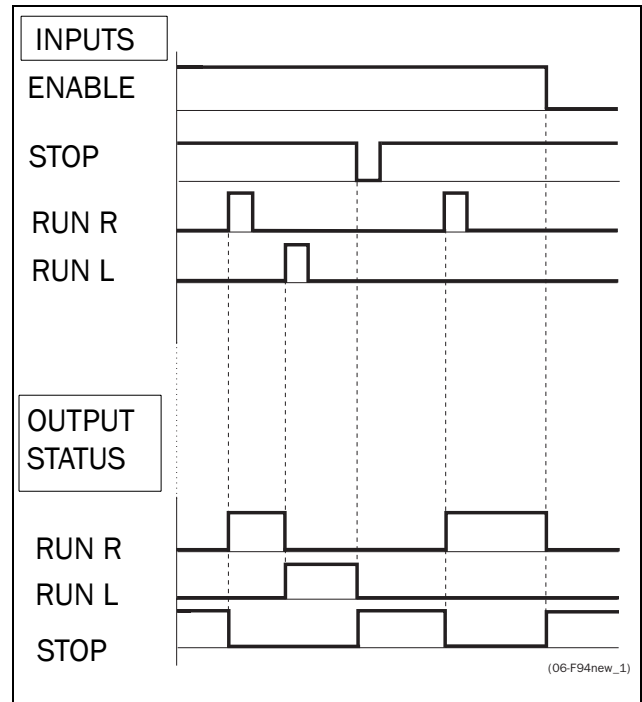 INPUTS
ENABLE
STOP
RUN R
RUN L
OUTPUT
STATUS
RUN R
RUN L
STOP
(06-F94new_1)